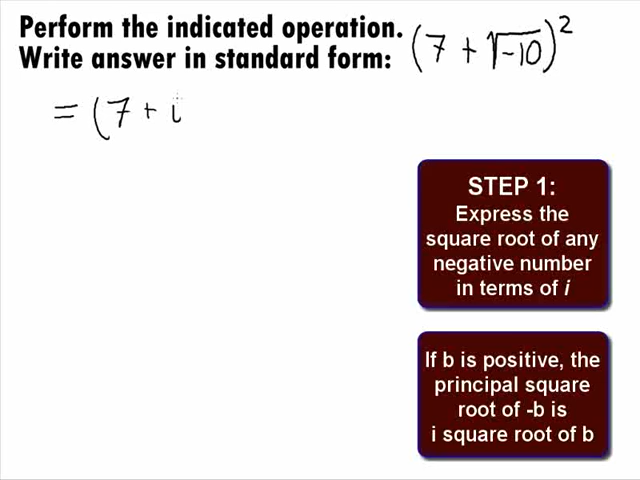 Perform the indicated operation.
Write answer in standard form: (7 + √-10)²
= (7 + i
STEP 1:
Express the
square root of any
negative number
in terms of i
If b is positive, the
principal square
root of -b is
i square root of b